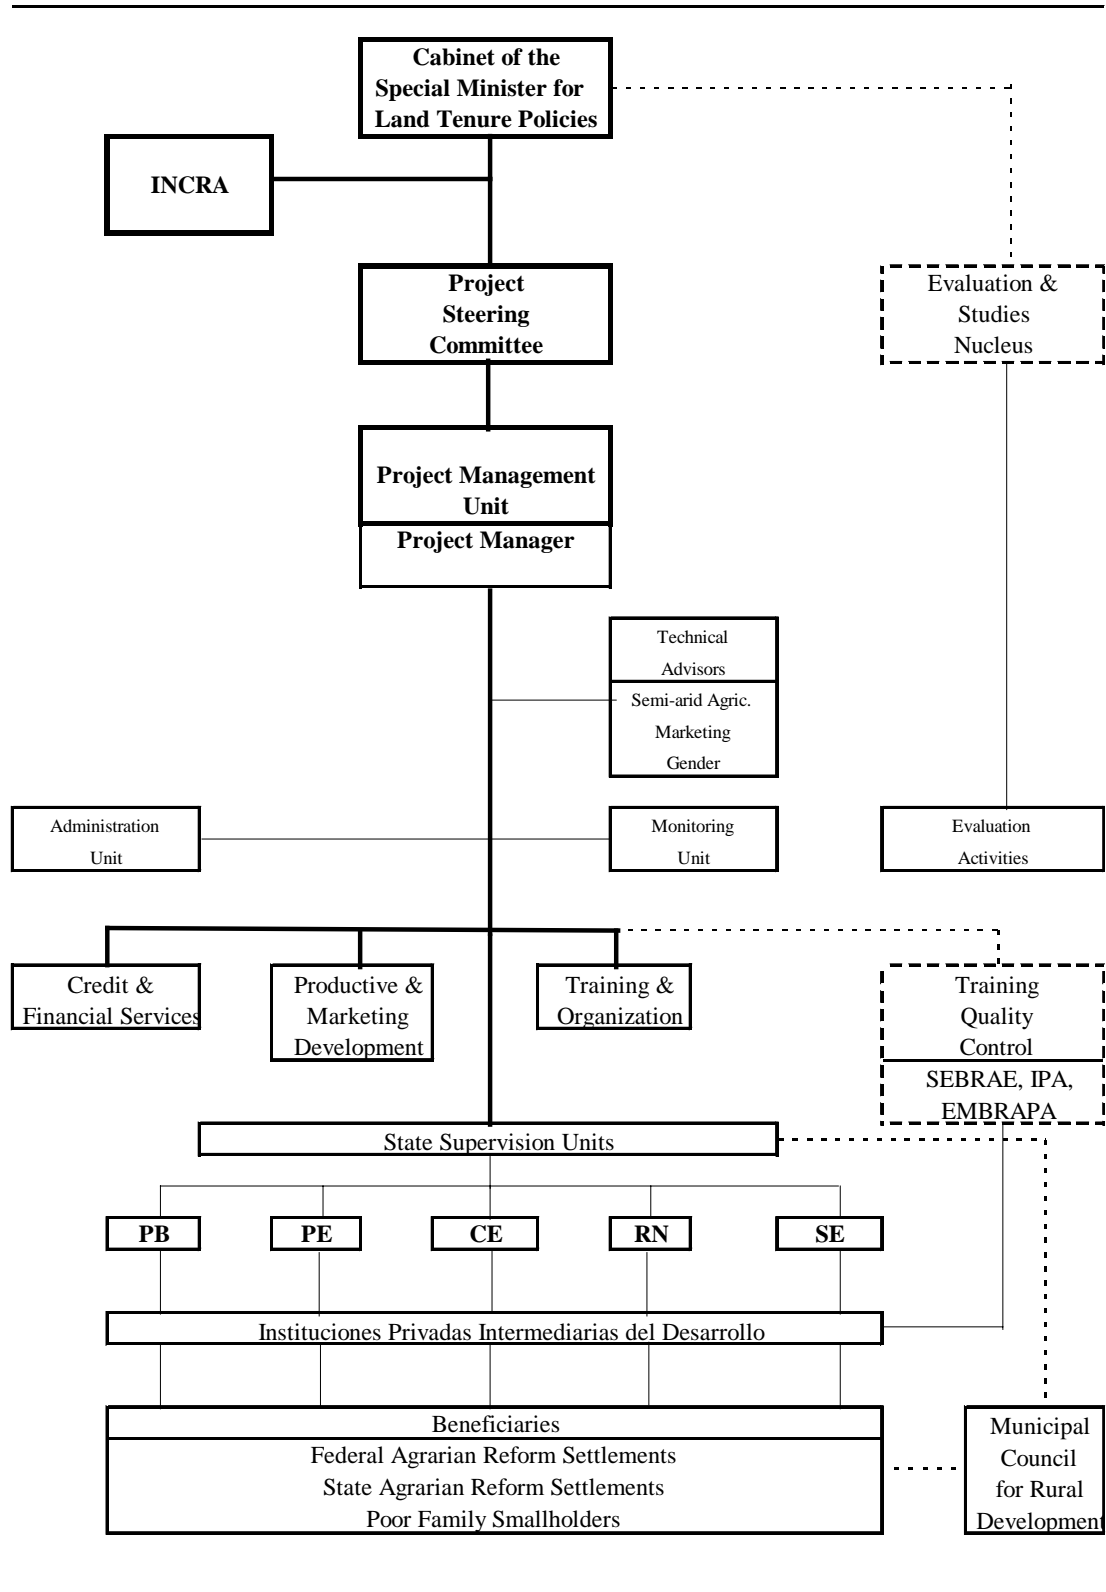 Cabinet of the
Special Minister for
Land Tenure Policies
INCRA
Project
Steering
Committee
Evaluation &
Studies
Nucleus
Project Management
Unit
Project Manager
Technical
Advisors
Semi-arid Agric.
Marketing
Gender
Administration
Unit
Monitoring
Unit
Evaluation
Activities
Credit &
Financial Services
Productive &
Marketing
Development
Training &
Organization
Training
Quality
Control
SEBRAE, IPA,
EMBRAPA
State Supervision Units
PB
PE
CE
RN
SE
Instituciones Privadas Intermediarias del Desarrollo
Beneficiaries
Federal Agrarian Reform Settlements
State Agrarian Reform Settlements
Poor Family Smallholders
Municipal
Council
for Rural
Development